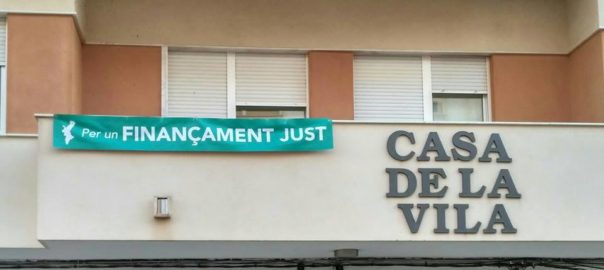 Per un FINANÇAMENT JUST
CASA
DE LA
VILA